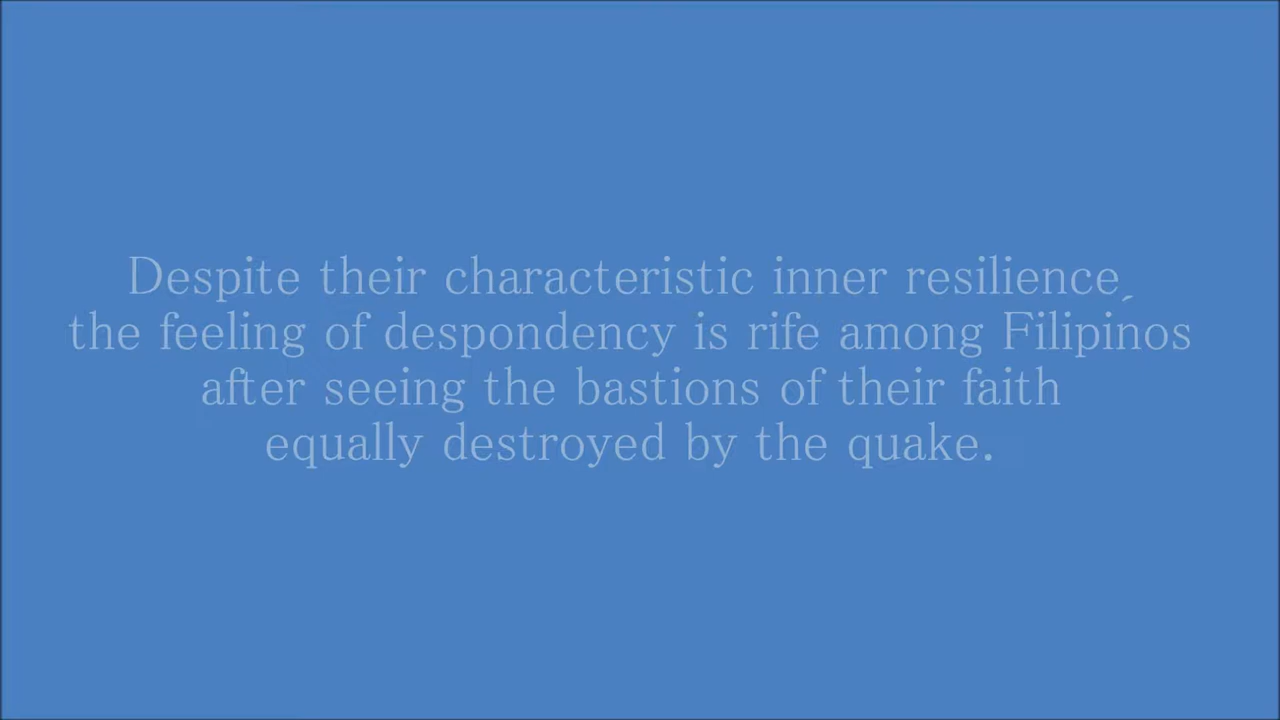 Despite their characteristic inner resilience,
the feeling of despondency is rife among Filipinos
after seeing the bastions of their faith
equally destroyed by the quake.